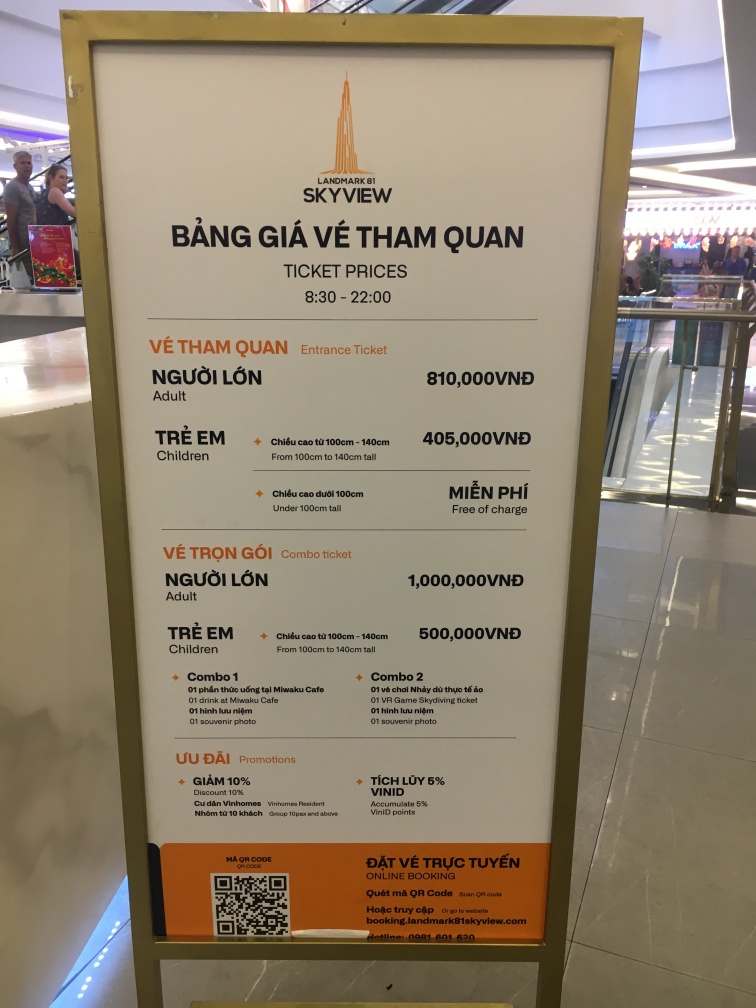 LANDMARK 81
SKYVIEW
BẢNG GIÁ VÉ THAM QUAN
TICKET PRICES
8:30 - 22:00
VÉ THAM QUAN Entrance Ticket
NGƯỜI LỚN 810,000VNĐ
Adult
TRẺ EM Chiều cao từ 100cm - 140cm 405,000VNĐ
Children From 100cm to 140cm tall
Chiều cao dưới 100cm MIỄN PHÍ
Under 100cm tall Free of charge
VÉ TRỌN GÓI Combo ticket
NGƯỜI LỚN 1,000,000VNĐ
Adult
TRẺ EM Chiều cao từ 100cm - 140cm 500,000VNĐ
Children From 100cm to 140cm tall
Combo 1
01 phần thức uống tại Miwaku Cafe
01 drink at Miwaku Cafe
01 hình lưu niệm
01 souvenir photo
Combo 2
01 vé chơi Nhảy dù thực tế ảo
01 VR Game Skydiving ticket
01 hình lưu niệm
01 souvenir photo
ƯU ĐÃI Promotions
GIẢM 10%
Discount 10%
Cư dân Vinhomes Vinhomes Resident
Nhóm từ 10 khách Group 10pax and above
TÍCH LŨY 5%
VINID
Accumulate 5%
VinID points
MÃ QR CODE
QR CODE
ĐẶT VÉ TRỰC TUYẾN
ONLINE BOOKING
Quét mã QR Code Scan QR code
Hoặc truy cập Or go to website
booking.landmark81skyview.com
Hotline: 0981 601 620